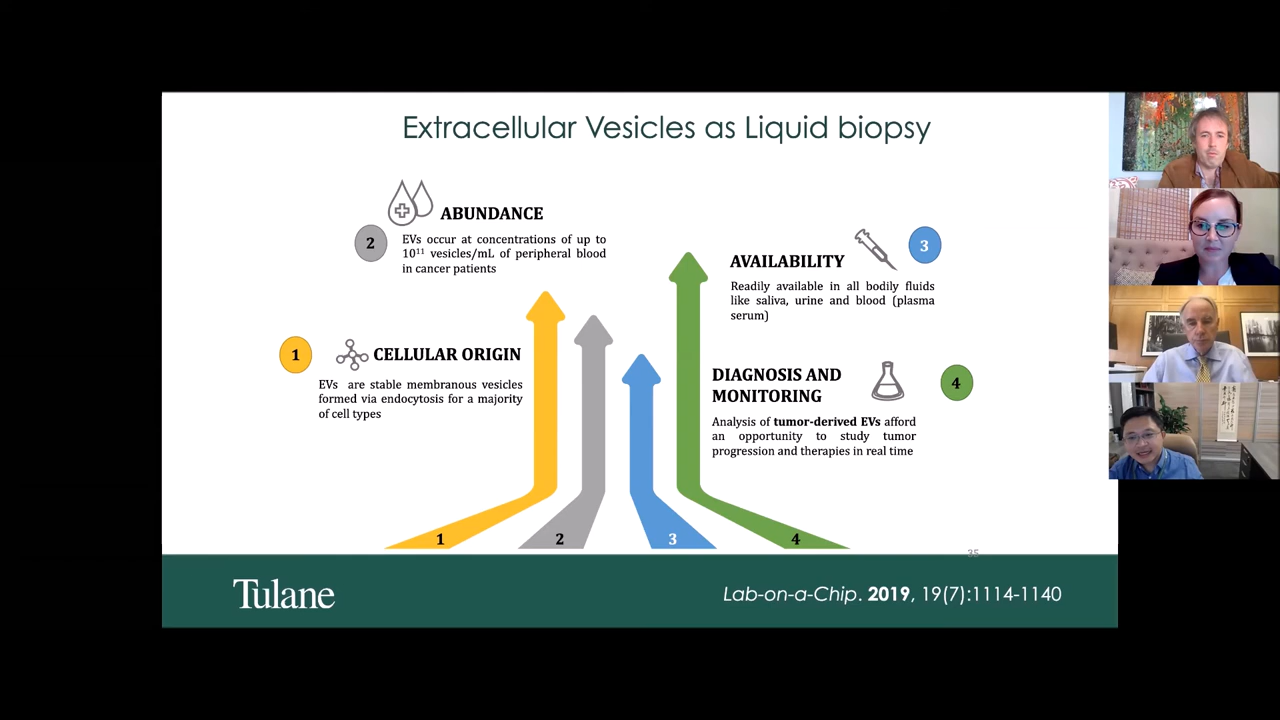 Extracellular Vesicles as Liquid biopsy
2
ABUNDANCE
EVs occur at concentrations of up to
10¹¹ vesicles/mL of peripheral blood
in cancer patients
1
CELLULAR ORIGIN
EVs are stable membranous vesicles
formed via endocytosis for a majority
of cell types
AVAILABILITY
3
Readily available in all bodily fluids
like saliva, urine and blood (plasma
serum)
DIAGNOSIS AND
MONITORING
4
Analysis of tumor-derived EVs afford
an opportunity to study tumor
progression and therapies in real time
1
2
3
4
35
Tulane
Lab-on-a-Chip. 2019, 19(7):1114-1140